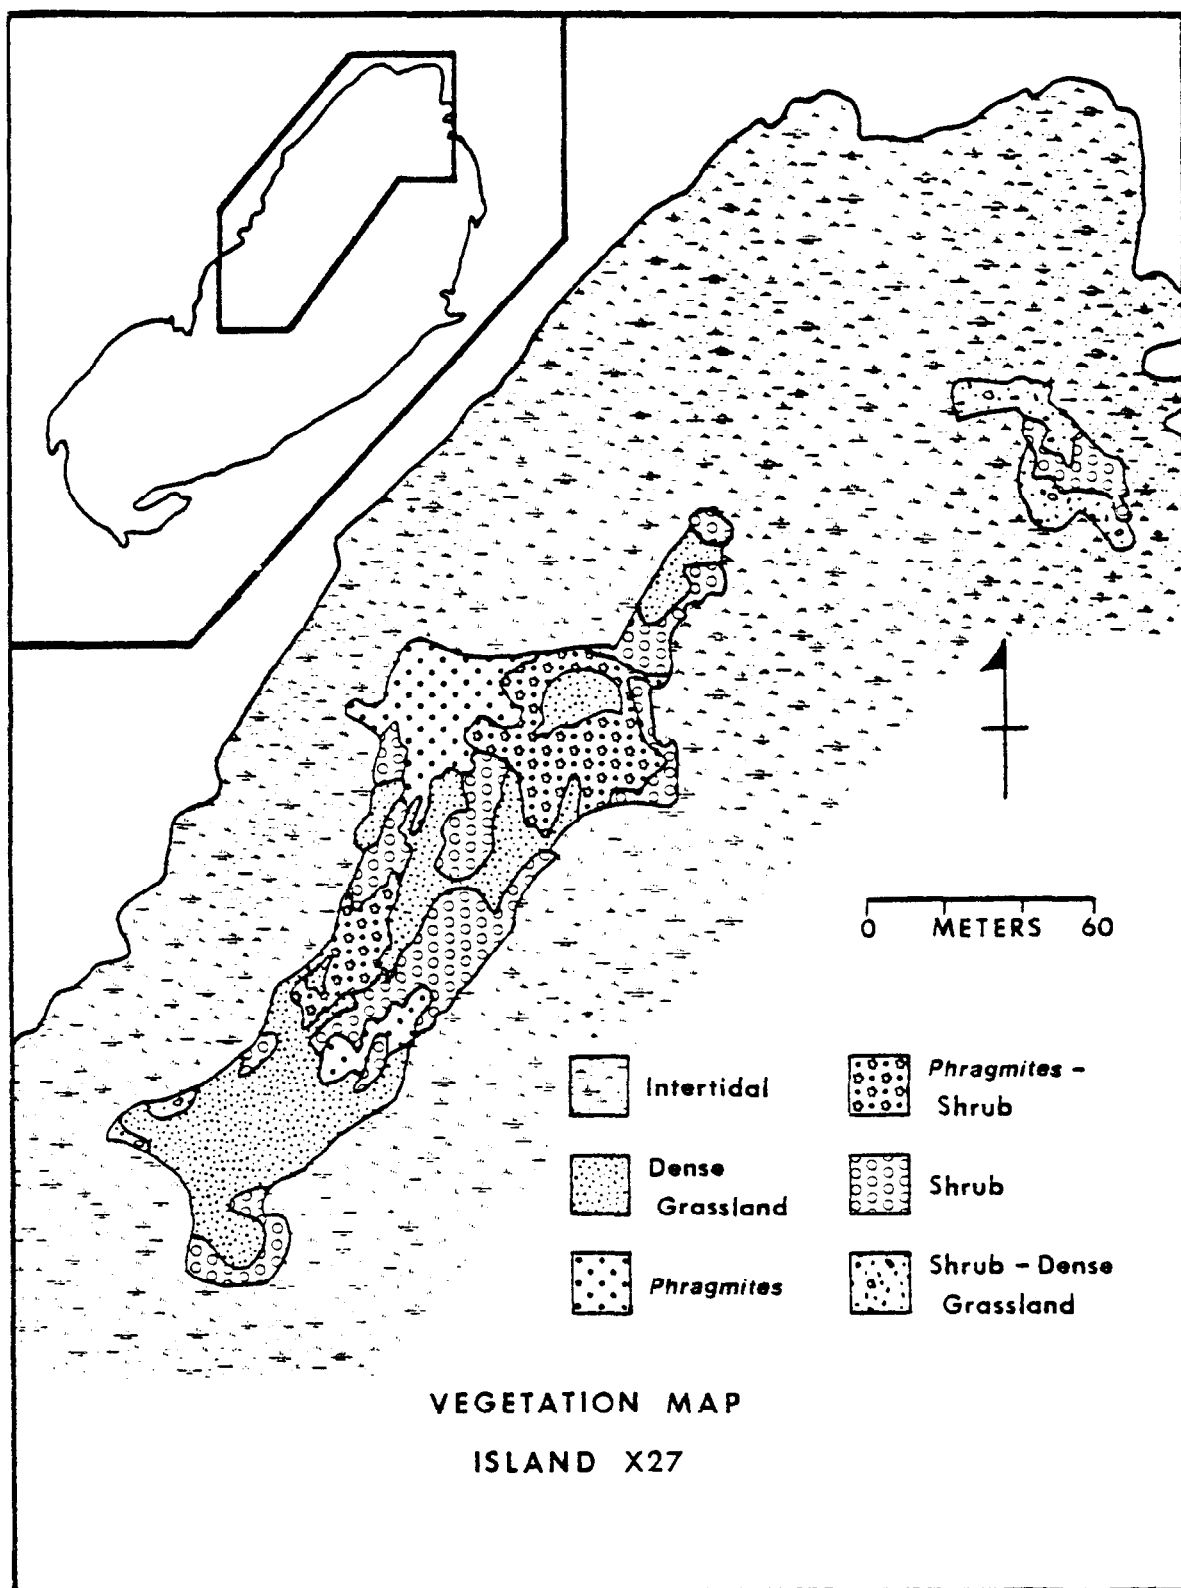 0 METERS 60
Intertidal
Dense
Grassland
Phragmites
Phragmites -
Shrub
Shrub
Shrub - Dense
Grassland
VEGETATION MAP
ISLAND X27